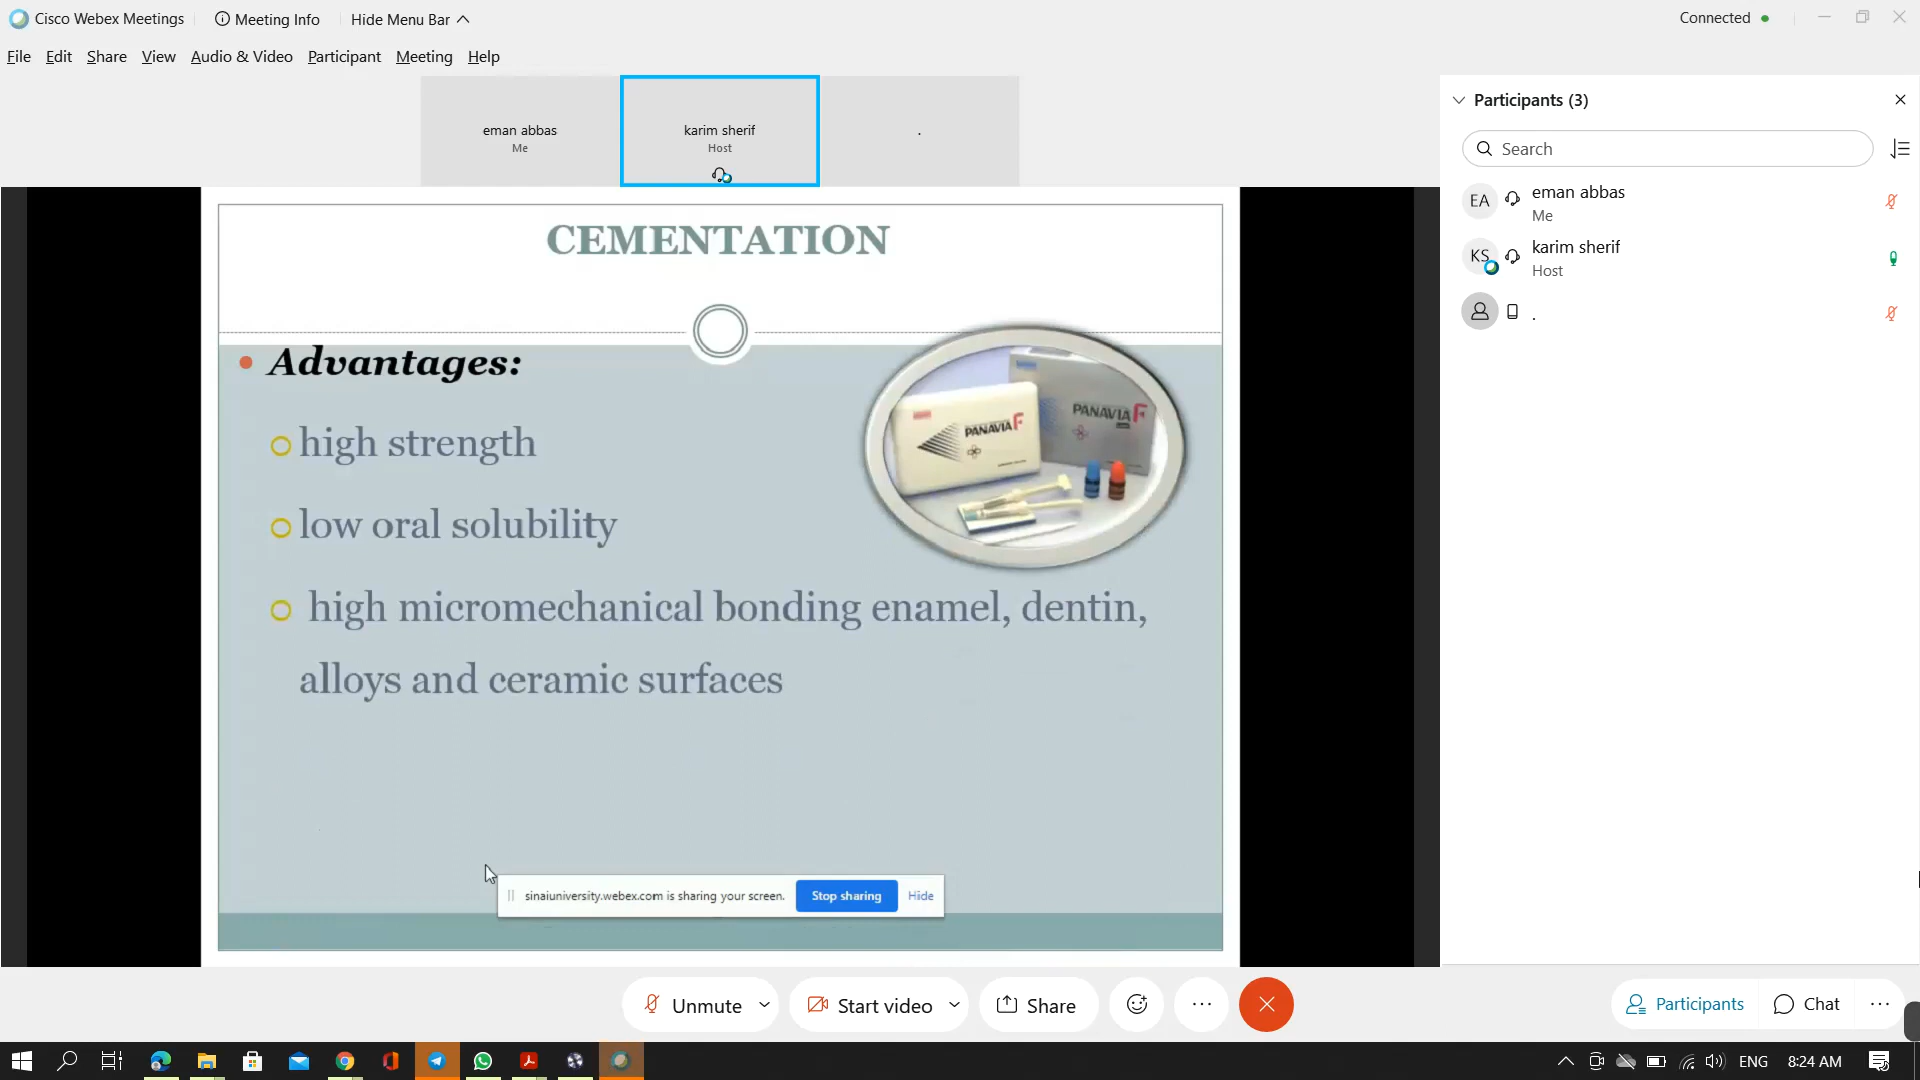 Cisco Webex Meetings
Meeting Info
Hide Menu Bar
Connected
File Edit Share View Audio & Video Participant Meeting Help
eman abbas
Me
karim sherif
Host
.
Participants (3)
Search
EA
eman abbas
Me
KS
karim sherif
Host
.
CEMENTATION
Advantages:
high strength
low oral solubility
high micromechanical bonding enamel, dentin,
alloys and ceramic surfaces
PANAVIA F
PANAVIA F
sinaiuniversity.webex.com is sharing your screen.
Stop sharing
Hide
Unmute
Start video
Share
Participants
Chat
ENG
8:24 AM